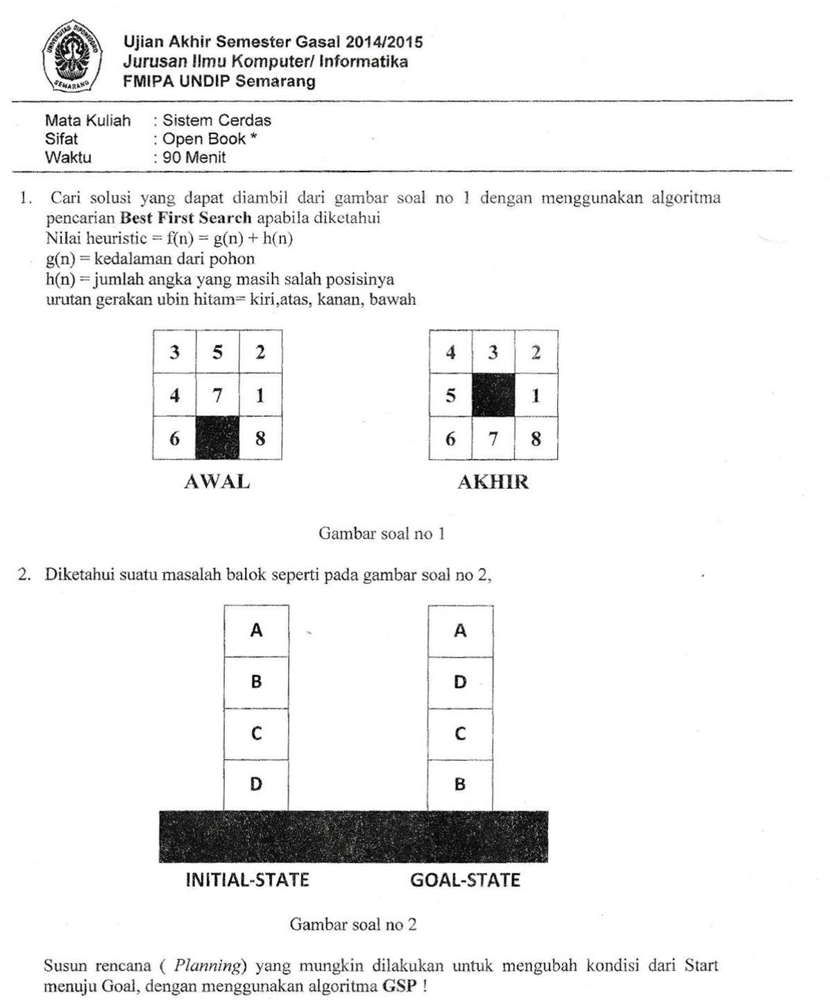 UNIVERSITAS DIPONEGORO
SEMARANG
Ujian Akhir Semester Gasal 2014/2015
Jurusan Ilmu Komputer/ Informatika
FMIPA UNDIP Semarang
Mata Kuliah : Sistem Cerdas
Sifat : Open Book *
Waktu : 90 Menit
1. Cari solusi yang dapat diambil dari gambar soal no 1 dengan menggunakan algoritma
pencarian Best First Search apabila diketahui
Nilai heuristic = f(n) = g(n) + h(n)
g(n) = kedalaman dari pohon
h(n) = jumlah angka yang masih salah posisinya
urutan gerakan ubin hitam= kiri,atas, kanan, bawah
3 5 2
4 7 1
6 8
AWAL
4 3 2
5 1
6 7 8
AKHIR
Gambar soal no 1
2. Diketahui suatu masalah balok seperti pada gambar soal no 2,
A
B
C
D
INITIAL-STATE
A
D
C
B
GOAL-STATE
Gambar soal no 2
Susun rencana ( Planning) yang mungkin dilakukan untuk mengubah kondisi dari Start
menuju Goal, dengan menggunakan algoritma GSP !